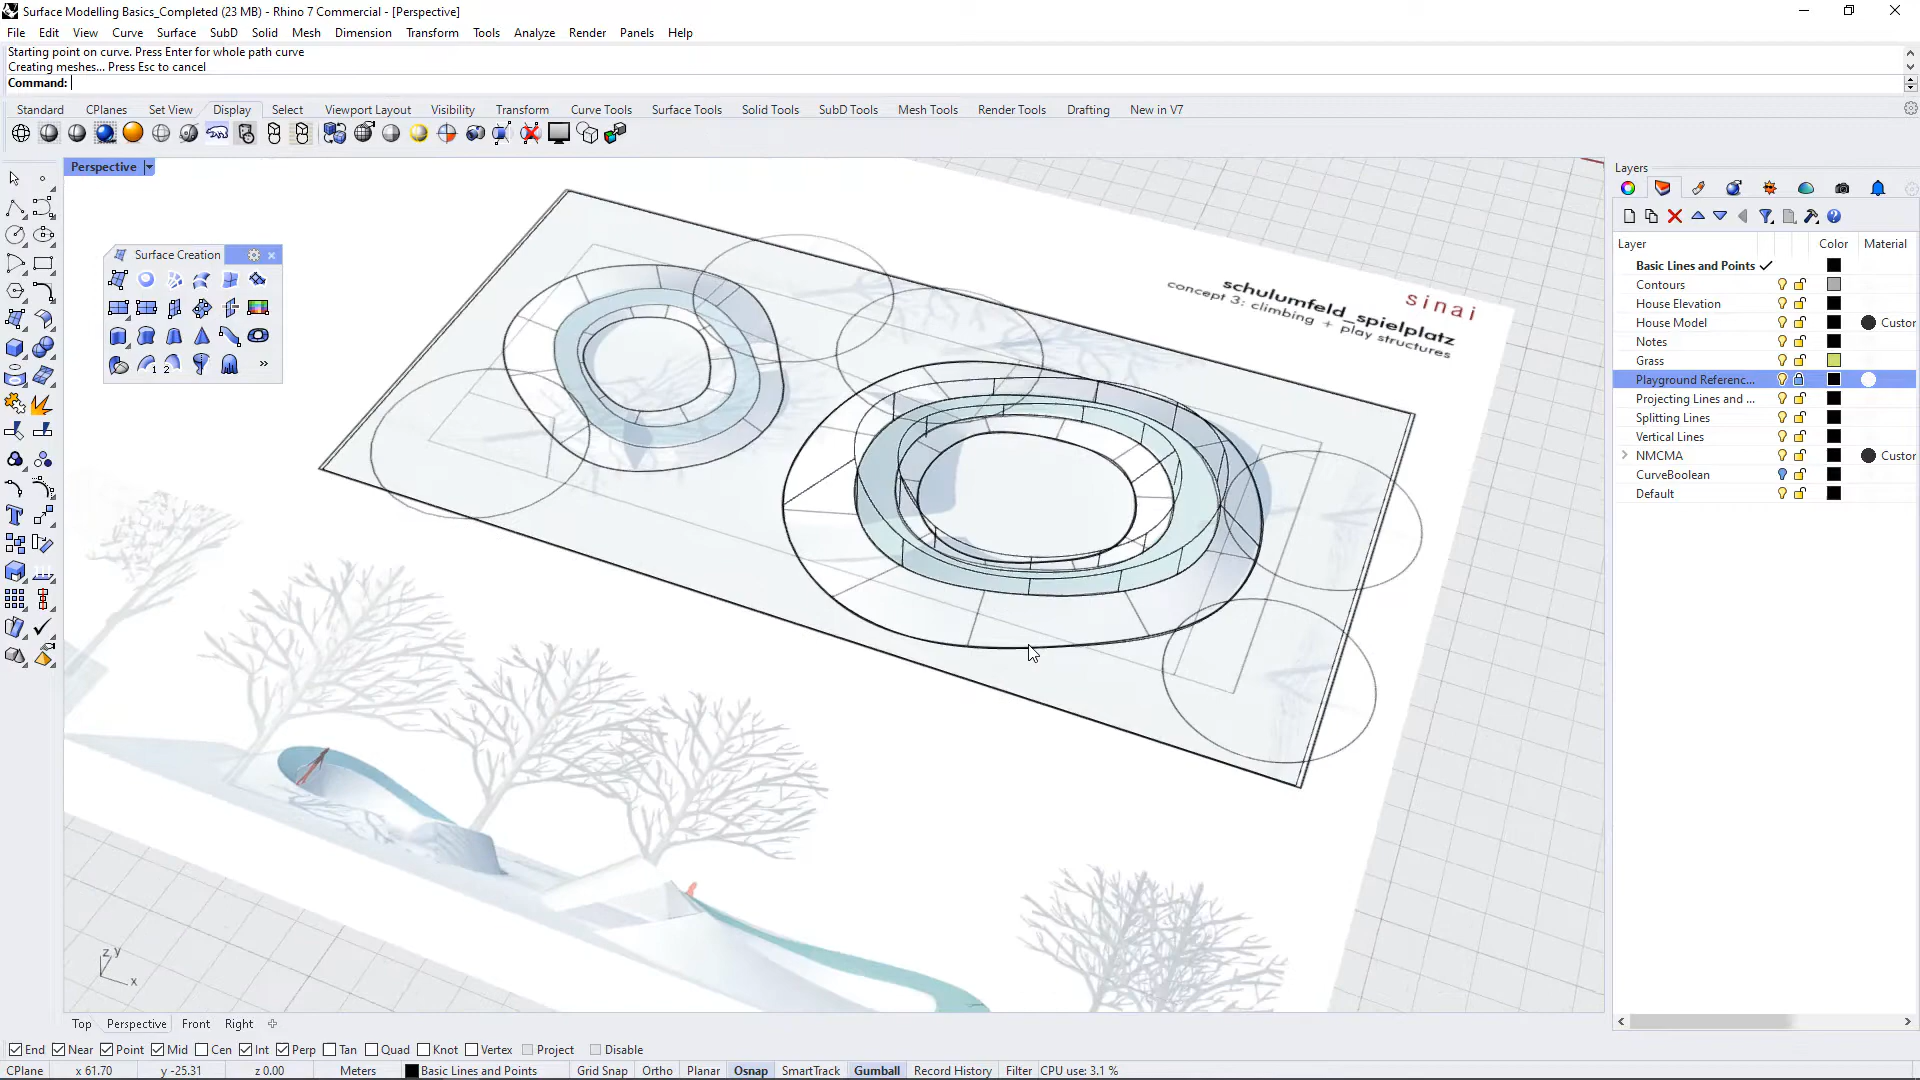 Surface Modelling Basics_Completed (23 MB) - Rhino 7 Commercial - [Perspective]
File Edit View Curve Surface SubD Solid Mesh Dimension Transform Tools Analyze Render Panels Help
Starting point on curve. Press Enter for whole path curve
Creating meshes... Press Esc to cancel
Command:
Standard CPlanes Set View Display Select Viewport Layout Visibility Transform Curve Tools Surface Tools Solid Tools SubD Tools Mesh Tools Render Tools Drafting New in V7
Perspective
Surface Creation
1 2
»
sinai
schulumfeld_spielplatz
concept 3: climbing + play structures
z y
x
Layers
Layer Color Material
Basic Lines and Points
Contours
House Elevation
House Model Custor
Notes
Grass
Playground Referenc...
Projecting Lines and ...
Splitting Lines
Vertical Lines
NMCMA Custor
CurveBoolean
Default
Top Perspective Front Right
End Near Point Mid Cen Int Perp Tan Quad Knot Vertex Project Disable
CPlane x 61.70 y -25.31 z 0.00 Meters Basic Lines and Points Grid Snap Ortho Planar Osnap SmartTrack Gumball Record History Filter CPU use: 3.1 %